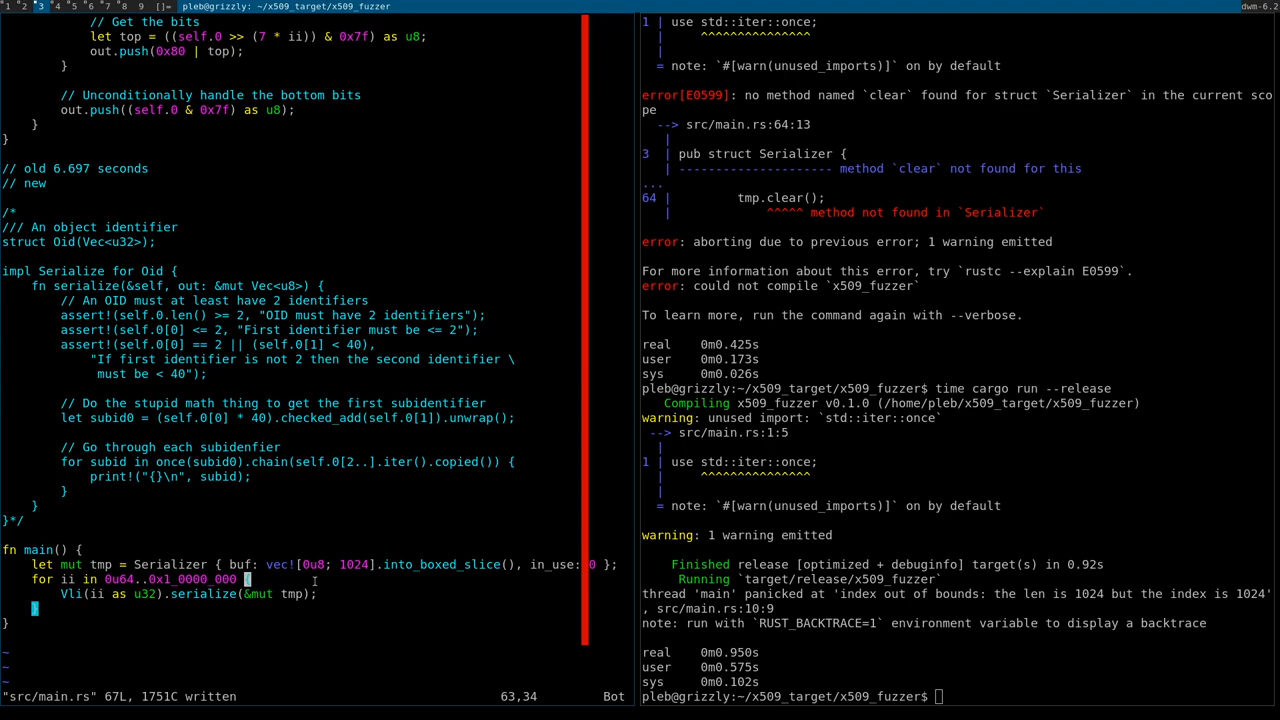 1 2 3 4 5 6 7 8 9 []= pleb@grizzly: ~/x509_target/x509_fuzzer dwm-6.2
// Get the bits
let top = ((self.0 >> (7 * ii)) & 0x7f) as u8;
out.push(0x80 | top);
}
// Unconditionally handle the bottom bits
out.push((self.0 & 0x7f) as u8);
}
}
// old 6.697 seconds
// new
/*
/// An object identifier
struct Oid(Vec<u32>);
impl Serialize for Oid {
fn serialize(&self, out: &mut Vec<u8>) {
// An OID must at least have 2 identifiers
assert!(self.0.len() >= 2, "OID must have 2 identifiers");
assert!(self.0[0] <= 2, "First identifier must be <= 2");
assert!(self.0[0] == 2 || (self.0[1] < 40),
"If first identifier is not 2 then the second identifier \
must be < 40");
// Do the stupid math thing to get the first subidentifier
let subid0 = (self.0[0] * 40).checked_add(self.0[1]).unwrap();
// Go through each subidenfier
for subid in once(subid0).chain(self.0[2..].iter().copied()) {
print!("{}\n", subid);
}
}
}*/
fn main() {
let mut tmp = Serializer { buf: vec![0u8; 1024].into_boxed_slice(), in_use: 0 };
for ii in 0u64..0x1_0000_000 {
Vli(ii as u32).serialize(&mut tmp);
}
}
~
~
~
"src/main.rs" 67L, 1751C written 63,34 Bot
1 | use std::iter::once;
| ^^^^^^^^^^^^^^^
|
= note: `#[warn(unused_imports)]` on by default
error[E0599]: no method named `clear` found for struct `Serializer` in the current sco
pe
--> src/main.rs:64:13
|
3 | pub struct Serializer {
| --------------------- method `clear` not found for this
...
64 | tmp.clear();
| ^^^^^ method not found in `Serializer`
error: aborting due to previous error; 1 warning emitted
For more information about this error, try `rustc --explain E0599`.
error: could not compile `x509_fuzzer`
To learn more, run the command again with --verbose.
real 0m0.425s
user 0m0.173s
sys 0m0.026s
pleb@grizzly:~/x509_target/x509_fuzzer$ time cargo run --release
Compiling x509_fuzzer v0.1.0 (/home/pleb/x509_target/x509_fuzzer)
warning: unused import: `std::iter::once`
--> src/main.rs:1:5
|
1 | use std::iter::once;
| ^^^^^^^^^^^^^^^
|
= note: `#[warn(unused_imports)]` on by default
warning: 1 warning emitted
Finished release [optimized + debuginfo] target(s) in 0.92s
Running `target/release/x509_fuzzer`
thread 'main' panicked at 'index out of bounds: the len is 1024 but the index is 1024'
, src/main.rs:10:9
note: run with `RUST_BACKTRACE=1` environment variable to display a backtrace
real 0m0.950s
user 0m0.575s
sys 0m0.102s
pleb@grizzly:~/x509_target/x509_fuzzer$